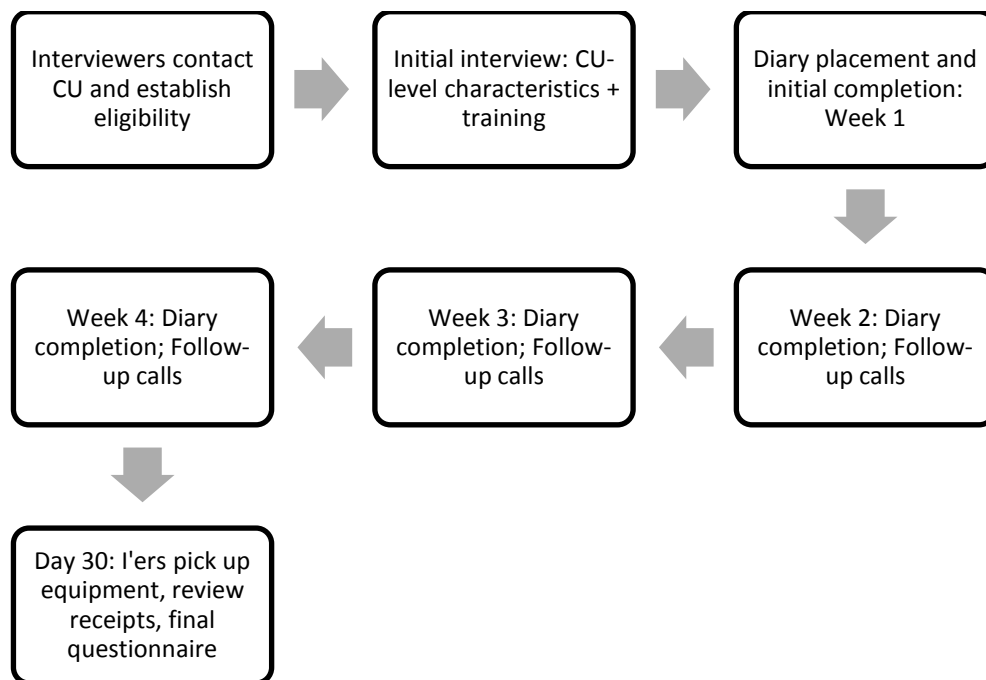 Interviewers contact
CU and establish
eligibility
Initial interview: CU-
level characteristics +
training
Diary placement and
initial completion:
Week 1
Week 2: Diary
completion; Follow-
up calls
Week 3: Diary
completion; Follow-
up calls
Week 4: Diary
completion; Follow-
up calls
Day 30: I'ers pick up
equipment, review
receipts, final
questionnaire